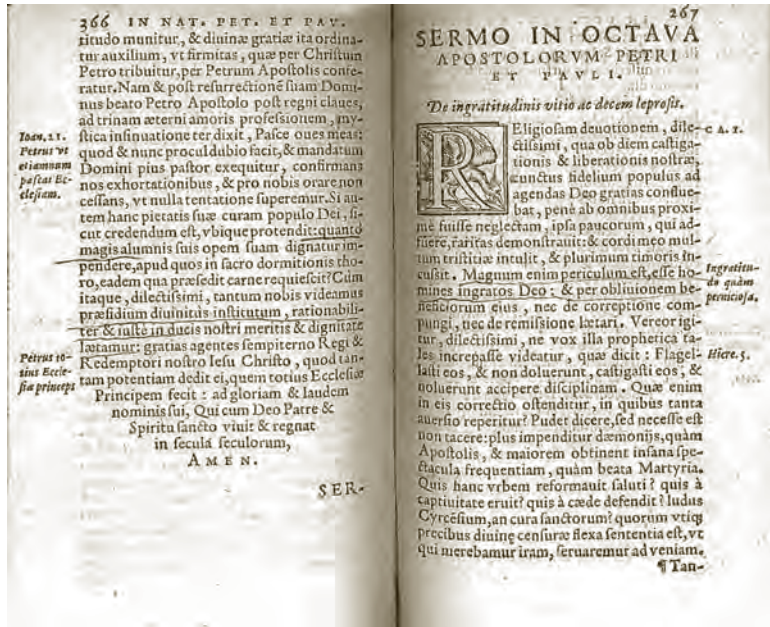 366 IN NAT. PET. ET PAV.
titudo munitur, & diuinæ gratiæ ita ordina-
tur auxilium, vt firmitas, quæ per Chriſtum
Petro tribuitur, per Petrum Apoſtolis confe-
ratur. Nam & poſt reſurrectionẽ ſuam Domi-
nus beato Petro Apoſtolo poſt regni claues,
ad trinam æterni amoris profeſsionem, my-
ſtica inſinuatione ter dixit, Paſce oues meas:
quod & nunc proculdubio facit, & mandatum
Domini pius paſtor exequitur, confirmans
nos exhortationibus, & pro nobis orare non
ceſſans, vt nulla tentatione ſuperemur. Si au-
tem hanc pietatis ſuæ curam populo Dei, ſi-
cut credendum eſt, vbique protendit: quanto
magis alumnis ſuis opem ſuam dignatur im-
pendere, apud quos in ſacro dormitionis tho-
ro, eadem qua præſedit carne requieſcit? Cùm
itaque, dilectiſsimi, tantum nobis videamus
præſidium diuinitùs inſtitutum, rationabili-
ter & iuſtè in ducis noſtri meritis & dignitate
lætamur: gratias agentes ſempiterno Regi &
Redemptori noſtro Ieſu Chriſto, quod tan-
tam potentiam dedit ei, quem totius Eccleſiæ
Principem fecit: ad gloriam & laudem
nominis ſui, Qui cum Deo Patre &
Spiritu ſancto viuit & regnat
in ſecula ſeculorum,
AMEN.
SER-
Ioan. 21.
Petrus vt
etiamnum
paſcat Ec-
cleſiam.
Petrus to-
tius Eccle-
ſiæ princeps
267
SERMO IN OCTAVA
APOSTOLORVM PETRI
ET PAVLI.
De ingratitudinis vitio ac decem leproſis.
REligioſam deuotionem, dile-
ctiſsimi, qua ob diem caſtiga-
tionis & liberationis noſtræ,
cunctus fidelium populus ad
agendas Deo gratias conflue-
bat, penè ab omnibus proxi-
mè fuiſſe neglectam, ipſa paucorum, qui ad-
fuere, raritas demonſtrauit: & cordi meo mul-
tum triſtitiæ intulit, & plurimum timoris in-
cuſsit. Magnum enim periculum eſt, eſſe ho-
mines ingratos Deo: & per obliuionem be-
neficiorum eius, nec de correptione com-
pungi, nec de remiſsione lætari. Vereor igi-
tur, dilectiſsimi, ne vox illa prophetica ta-
les increpaſſe videatur, quæ dicit: Flagel-
laſti eos, & non doluerunt, caſtigaſti eos, &
noluerunt accipere diſciplinam. Quæ enim
in eis correctio oſtenditur, in quibus tanta
auerſio reperitur? Pudet dicere, ſed neceſſe eſt
non tacere: plus impenditur dæmonijs, quàm
Apoſtolis, & maiorem obtinent inſana ſpe-
ctacula frequentiam, quàm beata Martyria.
Quis hanc vrbem reformauit ſaluti? quis à
captiuitate eruit? quis à cæde defendit? ludus
Cyrcẽſium, an cura ſanctorum? quorum vtiq;
precibus diuinę cenſuræ flexa ſententia eſt, vt
qui merebamur iram, ſeruaremur ad veniam.
¶ Tan-
CA. I.
Ingratitu-
do quàm
pernicioſa.
Hiere. 5.